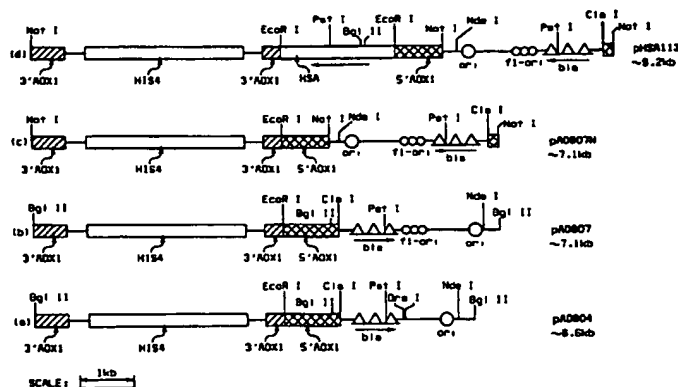 Cla I
EcoR I
Pst I
EcoR I
Not I
Nde I
Pst I
Not I
Bgl II
Not I
(d)
pHSA113
3'AOX1
HIS4
3'AOX1
HSA
5'AOX1
ori
f1-ori
bla
EcoR I
Cla I
Not I
Not I
Nde I
Pst I
Not I
(c)
pAO807N
~7.1kb
3'AOX1
HIS4
3'AOX1
5'AOX1
ori
f1-ori
bla
EcoR I
Cla I
Nde I
Bgl II
Bgl II
Pst I
Bgl II
(b)
pAO807
~7.1kb
3'AOX1
HIS4
3'AOX1
5'AOX1
bla
f1-ori
ori
EcoR I
Cla I
Pst I
Dra I
Nde I
Bgl II
Bgl II
Bgl II
(a)
pAO804
~6.6kb
3'AOX1
HIS4
3'AOX1
5'AOX1
bla
ori
SCALE:
1kb